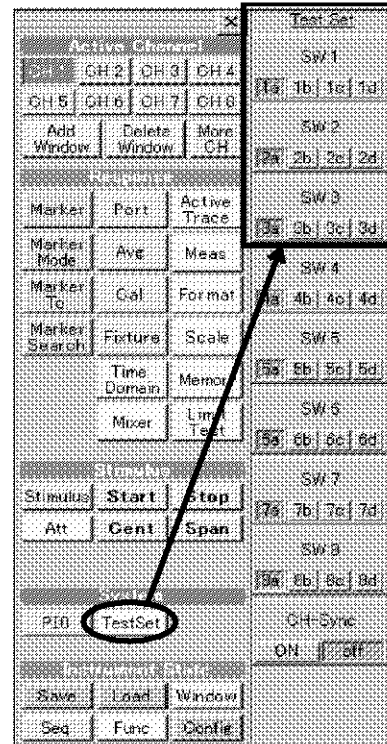 ×
Active Channel
CH 2 CH 3 CH 4
CH 5 CH 6 CH 7 CH 8
Add Window Delete Window More CH
Response
Marker Port Active Trace
Marker Mode Avg Meas
Marker To Cal Format
Marker Search Fixture Scale
Time Domain Memory
Mixer Limit Test
Stimulus
Stimulus Start Stop
Att Cent Span
System
PIO TestSet
Instrument State
Save Load Window
Seq Func Config
Test Set
SW 1
1a 1b 1c 1d
SW 2
2a 2b 2c 2d
SW 3
3a 3b 3c 3d
SW 4
4a 4b 4c 4d
SW 5
5a 5b 5c 5d
SW 6
6a 6b 6c 6d
SW 7
7a 7b 7c 7d
SW 8
8a 8b 8c 8d
CH-Sync
ON off